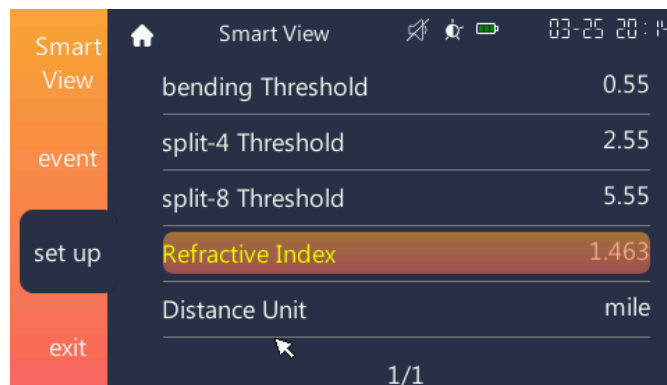 Smart View
Smart View
03-25 20:
event
set up
exit
bending Threshold 0.55
split-4 Threshold 2.55
split-8 Threshold 5.55
Refractive Index 1.463
Distance Unit mile
1/1